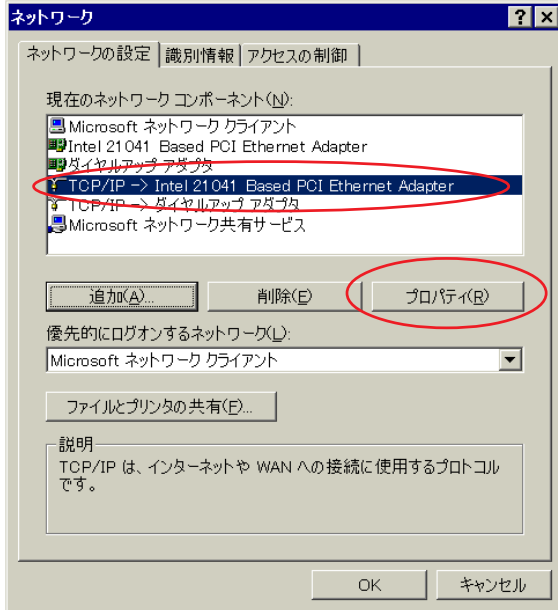 ネットワーク
ネットワークの設定 識別情報 アクセスの制御
現在のネットワーク コンポーネント(N):
Microsoft ネットワーク クライアント
Intel 21041 Based PCI Ethernet Adapter
ダイヤルアップ アダプタ
TCP/IP -> Intel 21041 Based PCI Ethernet Adapter
TCP/IP -> ダイヤルアップ アダプタ
Microsoft ネットワーク共有サービス
追加(A)... 削除(E) プロパティ(R)
優先的にログオンするネットワーク(L):
Microsoft ネットワーク クライアント
ファイルとプリンタの共有(F)...
説明
TCP/IP は、インターネットや WAN への接続に使用するプロトコル
です。
OK キャンセル